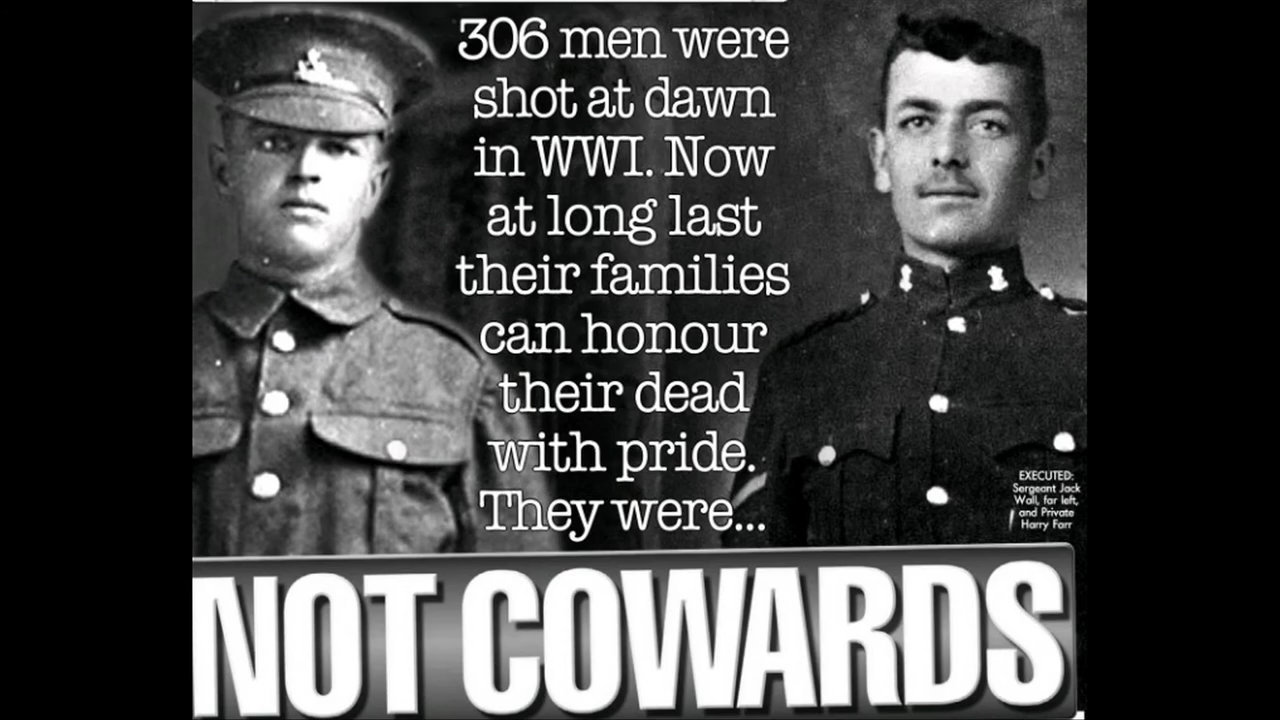 306 men were
shot at dawn
in WWI. Now
at long last
their families
can honour
their dead
with pride.
They were...
EXECUTED:
Sergeant Jack
Wall, far left,
and Private
Harry Farr
NOT COWARDS